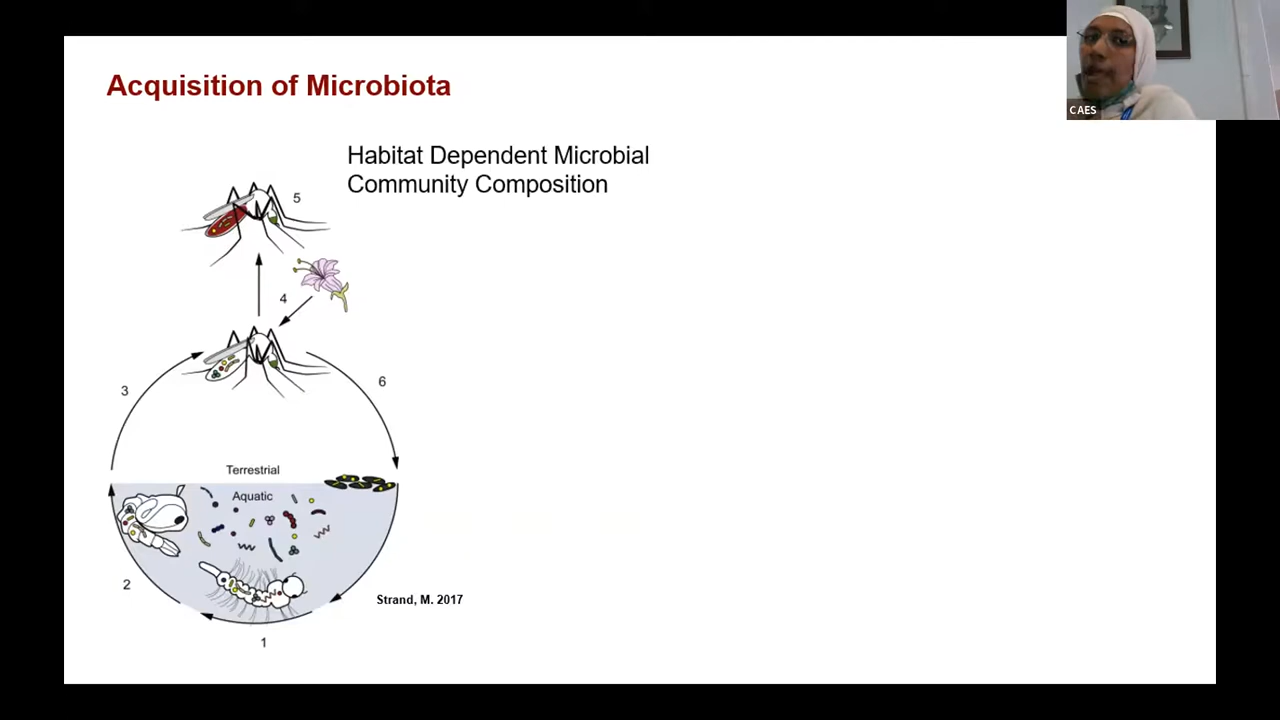 Acquisition of Microbiota
CAES
Habitat Dependent Microbial
Community Composition
5
4
3
6
Terrestrial
Aquatic
2
Strand, M. 2017
1